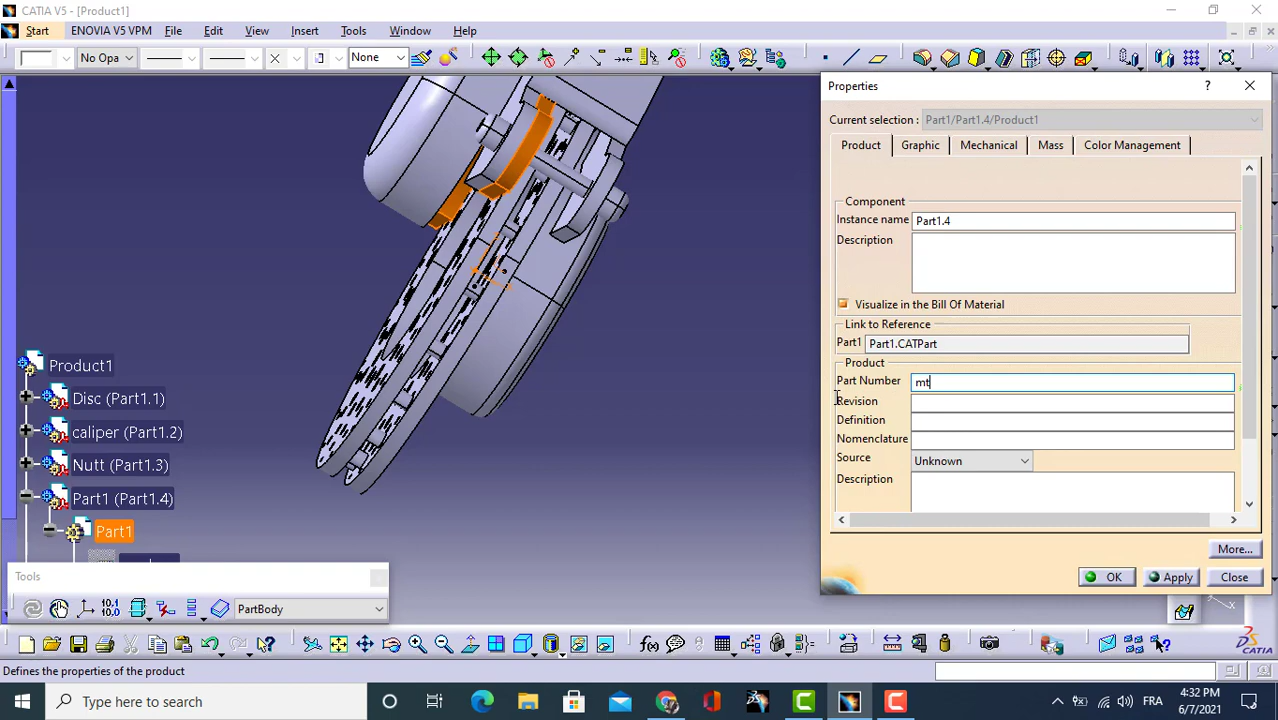 CATIA V5 - [Product1]
Start ENOVIA V5 VPM File Edit View Insert Tools Window Help
No Opa None
Properties
Current selection : Part1/Part1.4/Product1
Product Graphic Mechanical Mass Color Management
Component
Instance name Part1.4
Description
Visualize in the Bill Of Material
Link to Reference
Part1 Part1.CATPart
Product
Part Number mt
Revision
Definition
Nomenclature
Source Unknown
Description
More...
OK Apply Close
Product1
Disc (Part1.1)
caliper (Part1.2)
Nutt (Part1.3)
Part1 (Part1.4)
Part1
Tools
10:1
10.0
PartBody
f(x)
CATIA
Defines the properties of the product
Type here to search
FRA
4:32 PM
6/7/2021